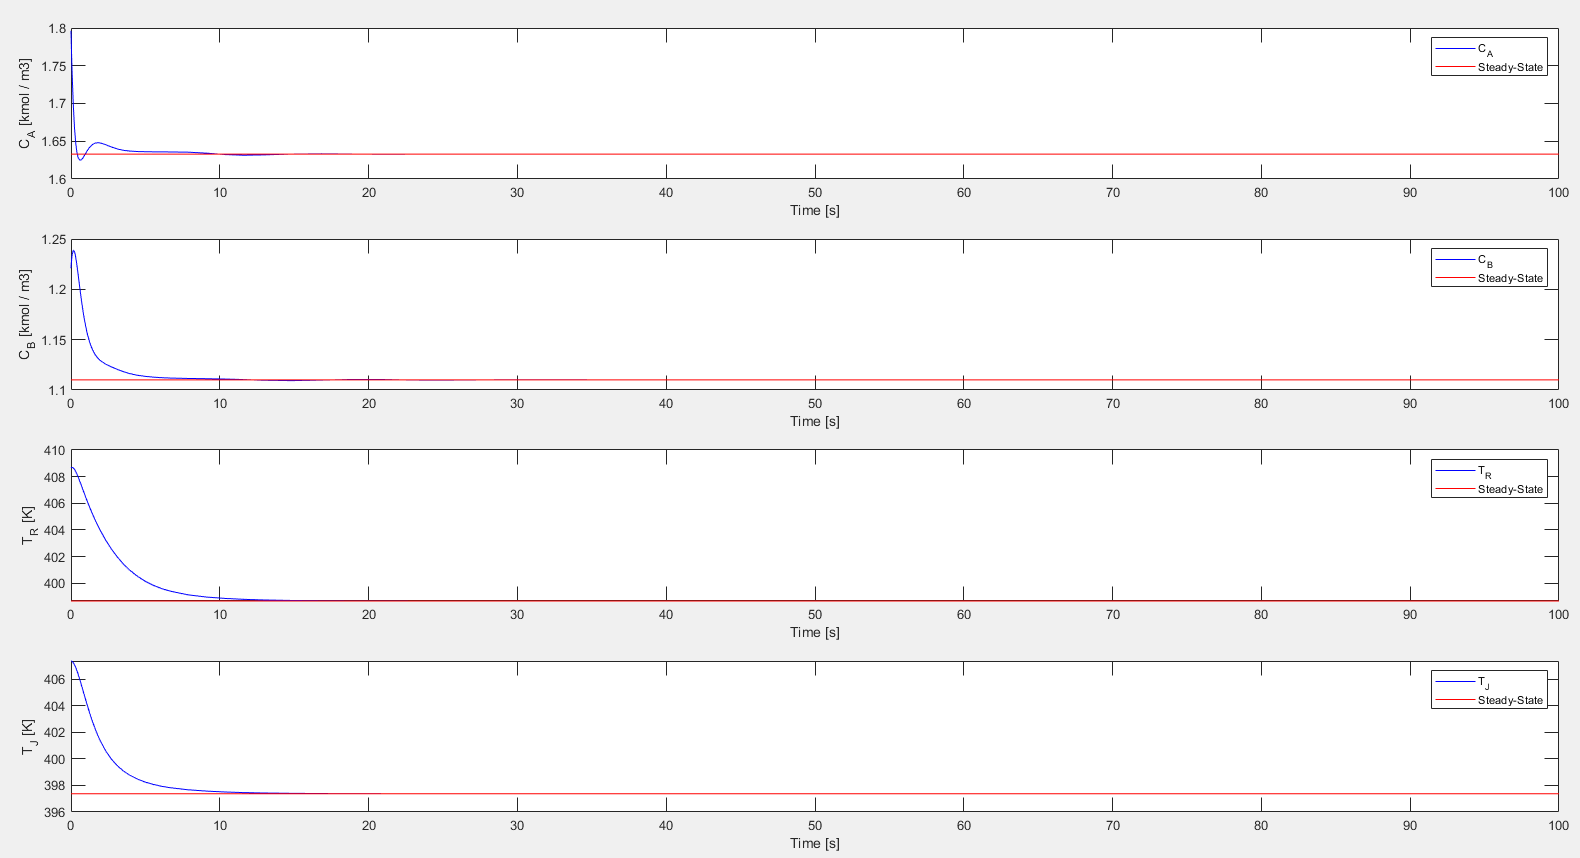 1.8
1.75
1.7
1.65
1.6
C_A [kmol / m3]
C_A
Steady-State
0 10 20 30 40 50 60 70 80 90 100
Time [s]
1.25
1.2
1.15
1.1
C_B [kmol / m3]
C_B
Steady-State
0 10 20 30 40 50 60 70 80 90 100
Time [s]
410
408
406
404
402
400
T_R [K]
T_R
Steady-State
0 10 20 30 40 50 60 70 80 90 100
Time [s]
406
404
402
400
398
396
T_J [K]
T_J
Steady-State
0 10 20 30 40 50 60 70 80 90 100
Time [s]